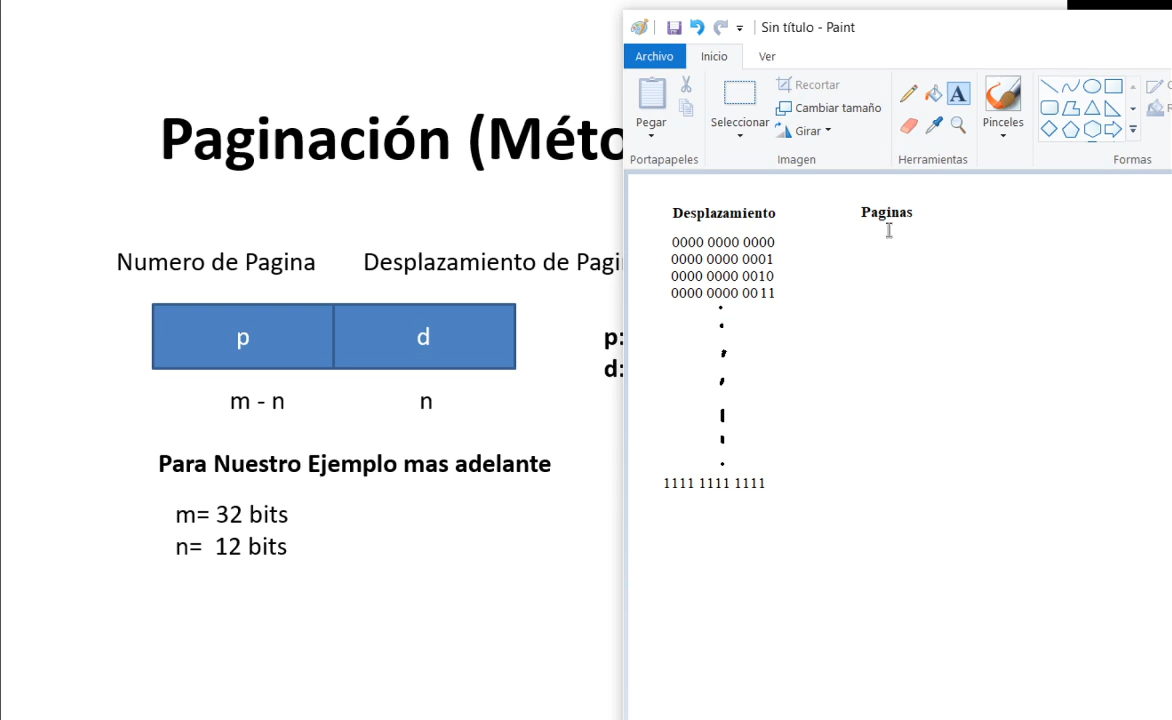 Paginación (Méto
Numero de Pagina
Desplazamiento de Pagi
p
d
p:
d:
m - n
n
Para Nuestro Ejemplo mas adelante
m= 32 bits
n= 12 bits
Sin título - Paint
Archivo
Inicio
Ver
Pegar
Portapapeles
Seleccionar
Recortar
Cambiar tamaño
Girar
Imagen
A
Herramientas
Pinceles
Formas
Desplazamiento
0000 0000 0000
0000 0000 0001
0000 0000 0010
0000 0000 0011
1111 1111 1111
Paginas